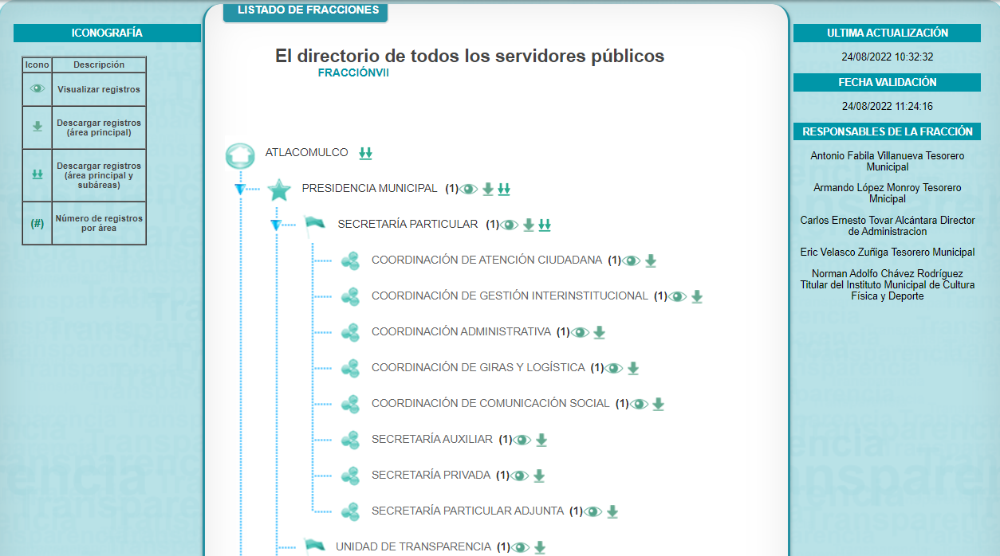 LISTADO DE FRACCIONES
ICONOGRAFÍA
Icono Descripción
Visualizar registros
Descargar registros
(área principal)
Descargar registros
(área principal y
subáreas)
(#) Número de registros
por área
El directorio de todos los servidores públicos
FRACCIÓNVII
ATLACOMULCO
PRESIDENCIA MUNICIPAL (1)
SECRETARÍA PARTICULAR (1)
COORDINACIÓN DE ATENCIÓN CIUDADANA (1)
COORDINACIÓN DE GESTIÓN INTERINSTITUCIONAL (1)
COORDINACIÓN ADMINISTRATIVA (1)
COORDINACIÓN DE GIRAS Y LOGÍSTICA (1)
COORDINACIÓN DE COMUNICACIÓN SOCIAL (1)
SECRETARÍA AUXILIAR (1)
SECRETARÍA PRIVADA (1)
SECRETARÍA PARTICULAR ADJUNTA (1)
UNIDAD DE TRANSPARENCIA (1)
ULTIMA ACTUALIZACIÓN
24/08/2022 10:32:32
FECHA VALIDACIÓN
24/08/2022 11:24:16
RESPONSABLES DE LA FRACCIÓN
Antonio Fabila Villanueva Tesorero
Municipal
Armando López Monroy Tesorero
Mnicipal
Carlos Ernesto Tovar Alcántara Director
de Administracion
Eric Velasco Zuñiga Tesorero Municipal
Norman Adolfo Chávez Rodríguez
Titular del Instituto Municipal de Cultura
Física y Deporte